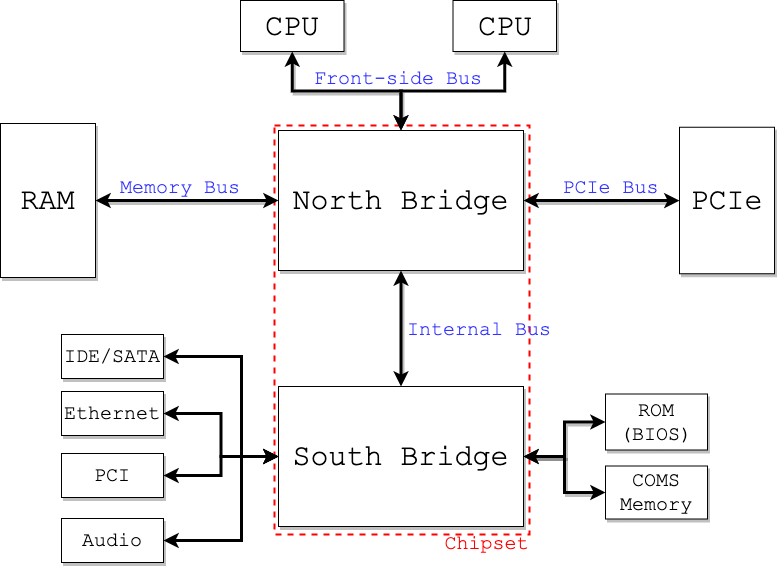 CPU
CPU
Front-side Bus
RAM
Memory Bus
North Bridge
PCIe Bus
PCIe
Internal Bus
IDE/SATA
Ethernet
PCI
Audio
South Bridge
ROM
(BIOS)
COMS
Memory
Chipset